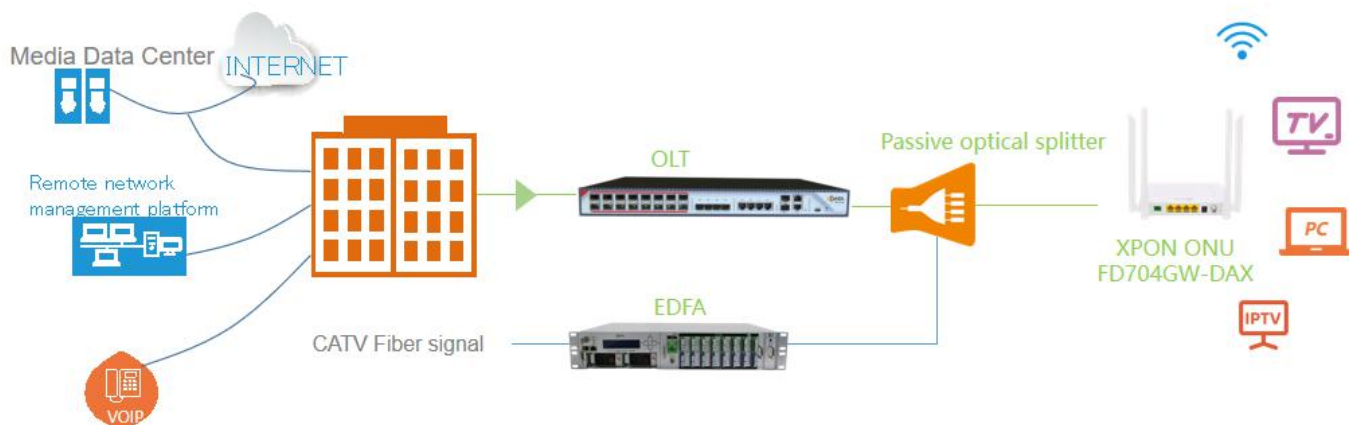 Media Data Center
INTERNET
Remote network
management platform
VOIP
OLT
CATV Fiber signal
EDFA
Passive optical splitter
XPON ONU
FD704GW-DAX
TV
PC
IPTV